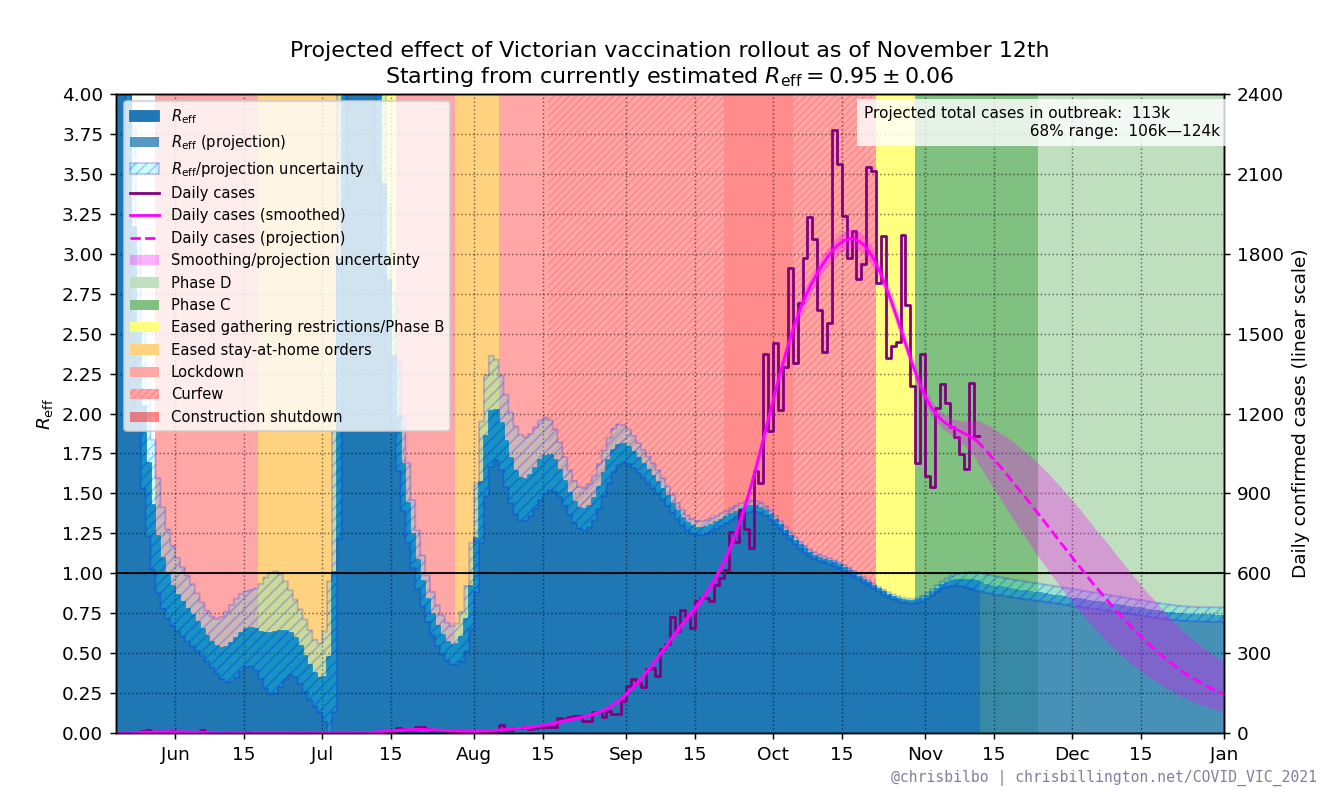 Projected effect of Victorian vaccination rollout as of November 12th
Starting from currently estimated Reff = 0.95 ± 0.06
Projected total cases in outbreak: 113k
68% range: 106k—124k
Reff
Reff (projection)
Reff/projection uncertainty
Daily cases
Daily cases (smoothed)
Daily cases (projection)
Smoothing/projection uncertainty
Phase D
Phase C
Eased gathering restrictions/Phase B
Eased stay-at-home orders
Lockdown
Curfew
Construction shutdown
Reff
4.00
3.75
3.50
3.25
3.00
2.75
2.50
2.25
2.00
1.75
1.50
1.25
1.00
0.75
0.50
0.25
0.00
2400
2100
1800
1500
1200
900
600
300
0
Daily confirmed cases (linear scale)
Jun 15 Jul 15 Aug 15 Sep 15 Oct 15 Nov 15 Dec 15 Jan
@chrisbilbo | chrisbillington.net/COVID_VIC_2021